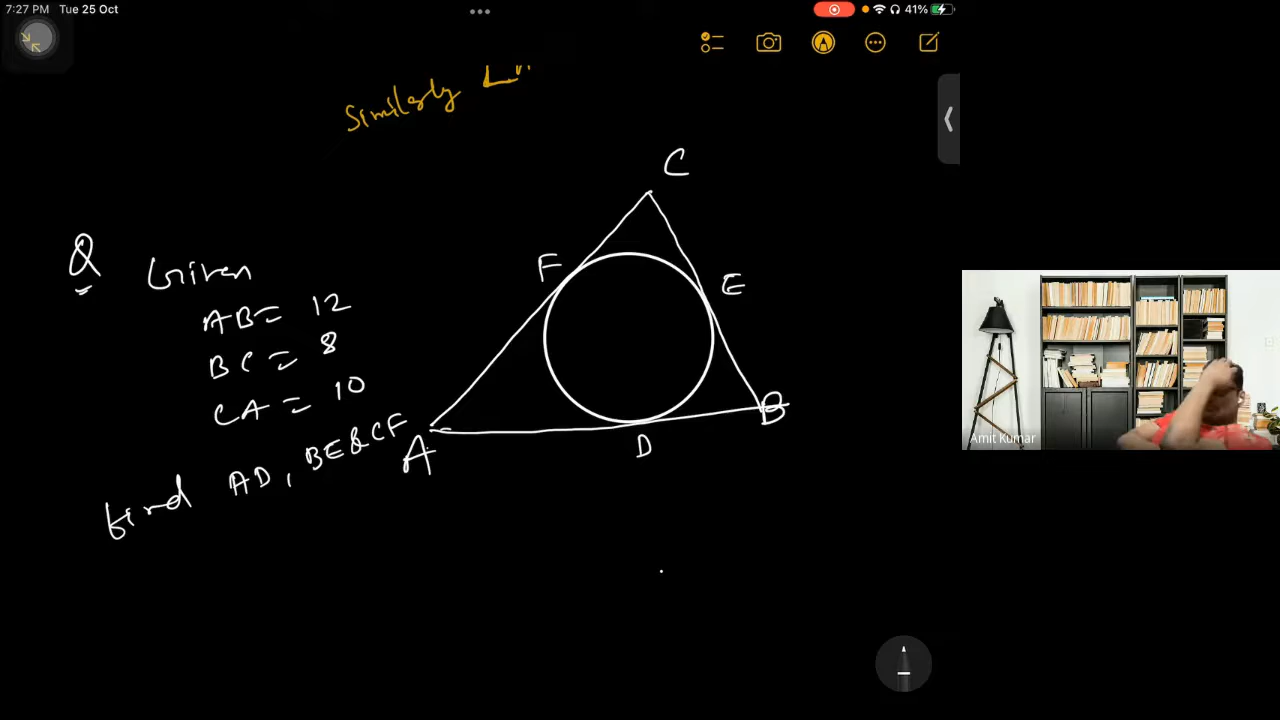 7:27 PM Tue 25 Oct
41%
Similarly
C
Q Given
F
E
AB = 12
BC = 8
CA = 10
A
B
D
find AD, BE & CF
Amit Kumar